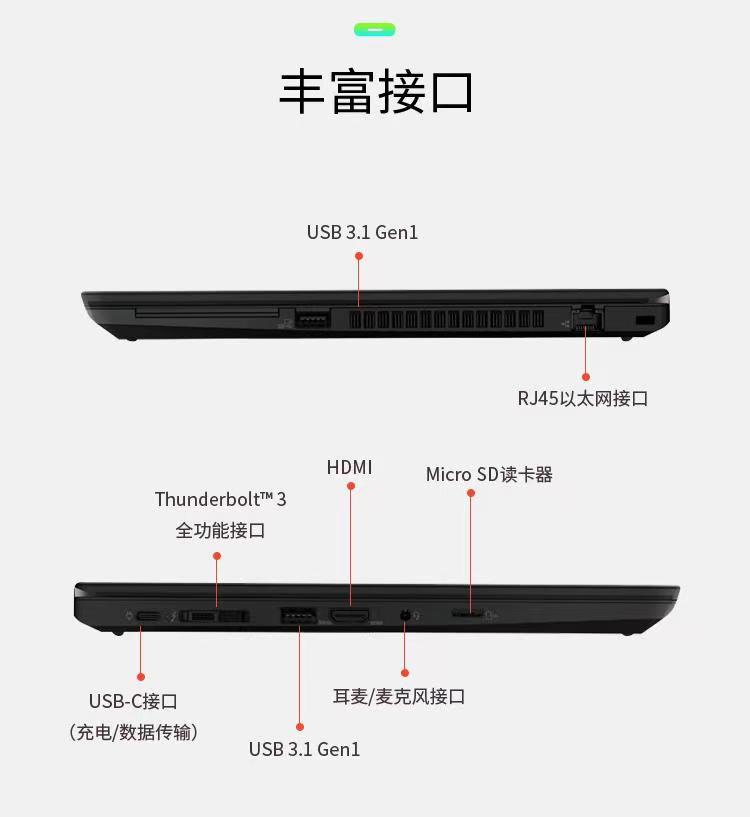 丰富接口
USB 3.1 Gen1
RJ45以太网接口
HDMI
Micro SD读卡器
Thunderbolt™ 3
全功能接口
USB-C接口
（充电/数据传输）
耳麦/麦克风接口
USB 3.1 Gen1